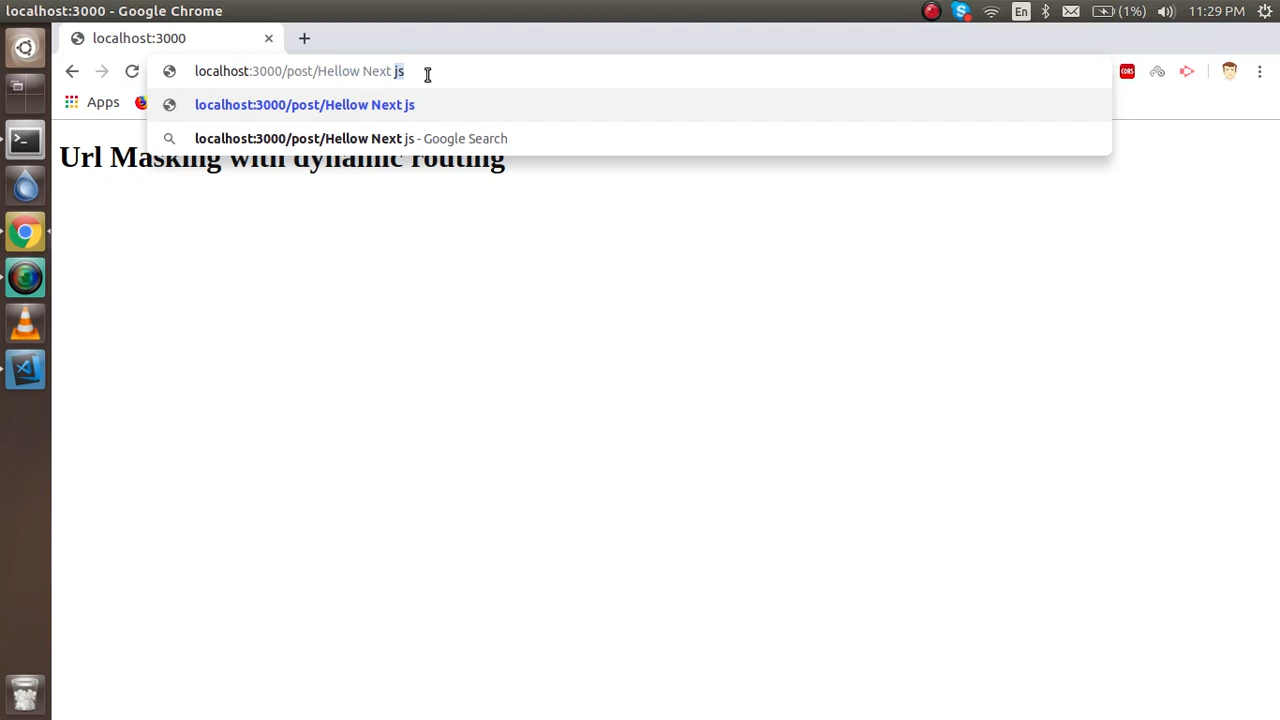 localhost:3000 - Google Chrome
En
(1%)
11:29 PM
localhost:3000
localhost:3000/post/Hellow Next js
CORS
Apps
localhost:3000/post/Hellow Next js
localhost:3000/post/Hellow Next js - Google Search
Url Masking with dynamic routing